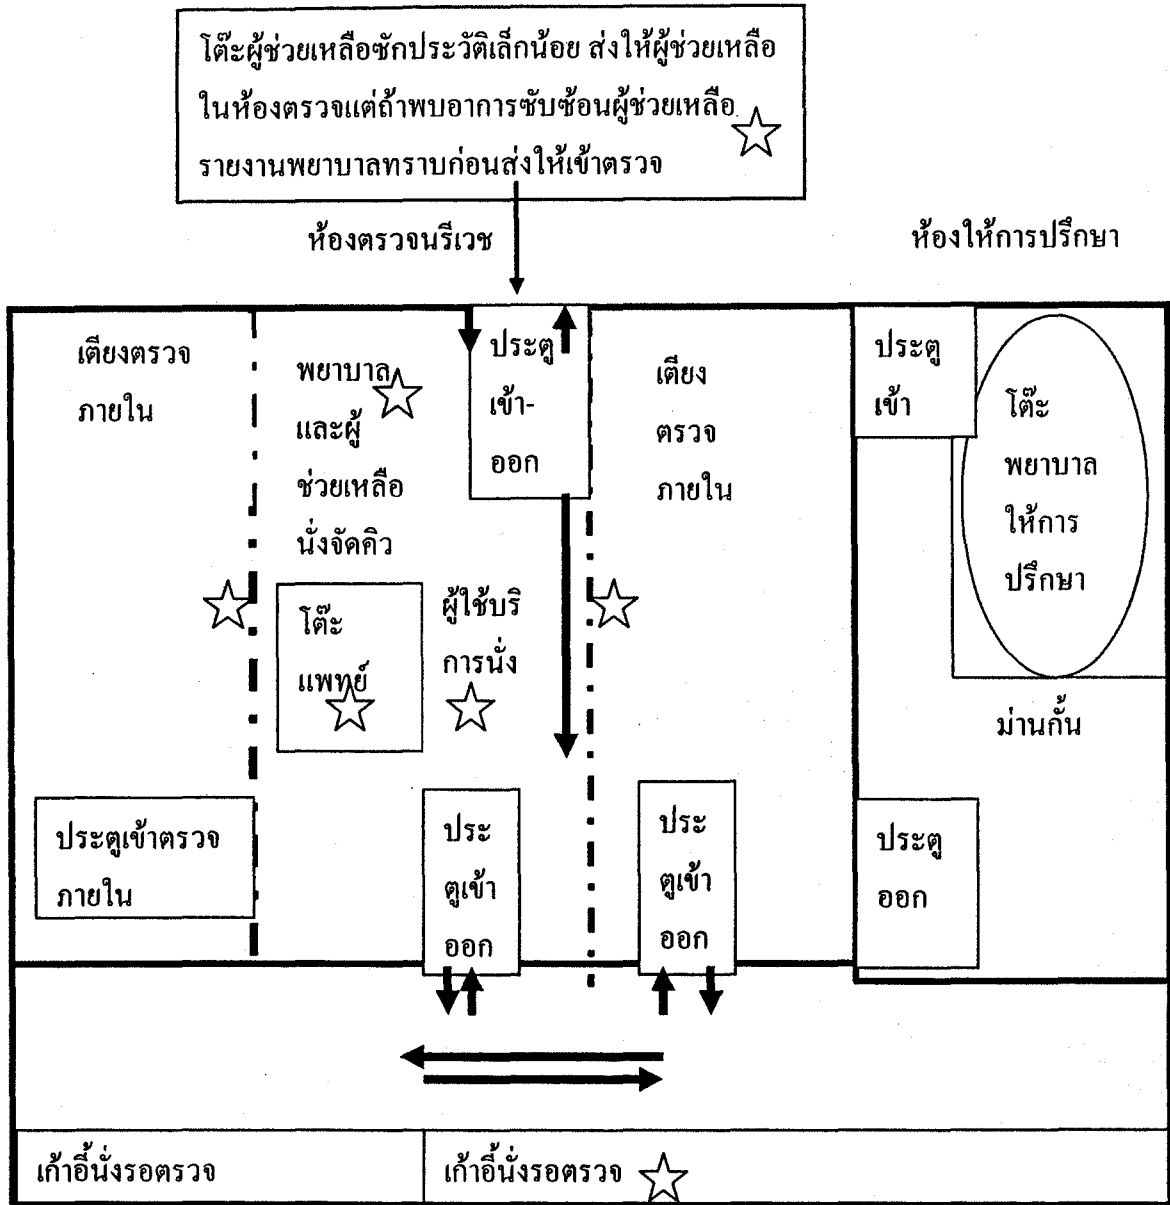 โต๊ะผู้ช่วยเหลือซักประวัติเล็กน้อย ส่งให้ผู้ช่วยเหลือ
ในห้องตรวจแต่ถ้าพบอาการซับซ้อนผู้ช่วยเหลือ
รายงานพยาบาลทราบก่อนส่งให้เข้าตรวจ
ห้องตรวจนรีเวช
ห้องให้การปรึกษา
เตียงตรวจ
ภายใน
พยาบาล
และผู้
ช่วยเหลือ
นั่งจัดคิว
ประตู
เข้า-
ออก
เตียง
ตรวจ
ภายใน
ประตู
เข้า
โต๊ะ
พยาบาล
ให้การ
ปรึกษา
โต๊ะ
แพทย์
ผู้ใช้บริ
การนั่ง
ม่านกั้น
ประตูเข้าตรวจ
ภายใน
ประ
ตูเข้า
ออก
ประ
ตูเข้า
ออก
ประตู
ออก
เก้าอี้นั่งรอตรวจ
เก้าอี้นั่งรอตรวจ